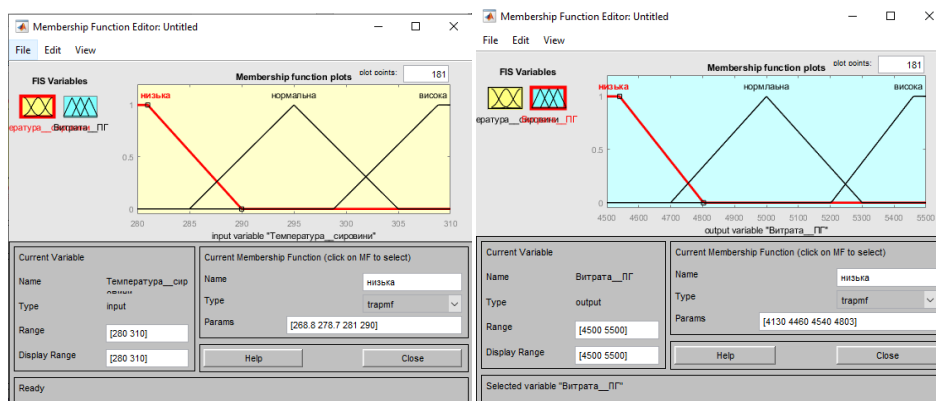 Membership Function Editor: Untitled
File Edit View
FIS Variables
Membership function plots
plot points:
181
низька
нормальна
висока
1
0.5
0
280 285 290 295 300 305 310
input variable "Температура__сировини"
ература__сировини
Витрата__ПГ
Current Variable
Name
Температура__сир
Type
input
Range
[280 310]
Display Range
[280 310]
Current Membership Function (click on MF to select)
Name
низька
Type
trapmf
Params
[268.8 278.7 281 290]
Help
Close
Ready
Membership Function Editor: Untitled
File Edit View
FIS Variables
Membership function plots
plot points:
181
низька
нормлаьна
висока
1
0.5
0
4500 4600 4700 4800 4900 5000 5100 5200 5300 5400 5500
output variable "Витрата__ПГ"
ература__сировини
Витрата__ПГ
Current Variable
Name
Витрата__ПГ
Type
output
Range
[4500 5500]
Display Range
[4500 5500]
Current Membership Function (click on MF to select)
Name
низька
Type
trapmf
Params
[4130 4460 4540 4803]
Help
Close
Selected variable "Витрата__ПГ"